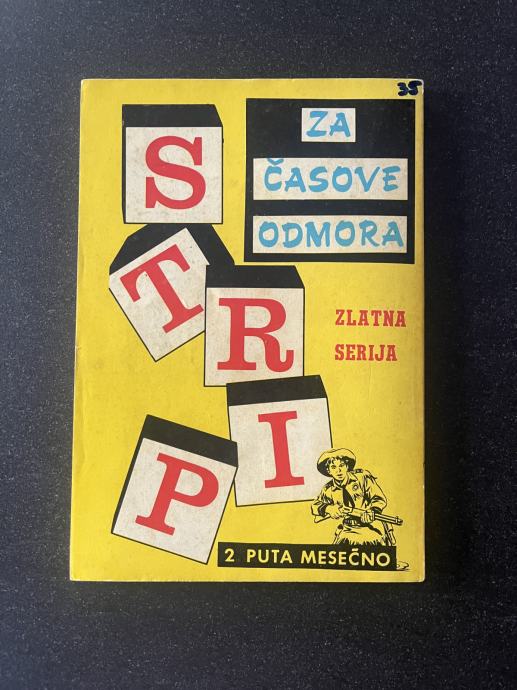 35
ZA
ČASOVE
ODMORA
S
T
R
I
P
ZLATNA
SERIJA
2 PUTA MESEČNO